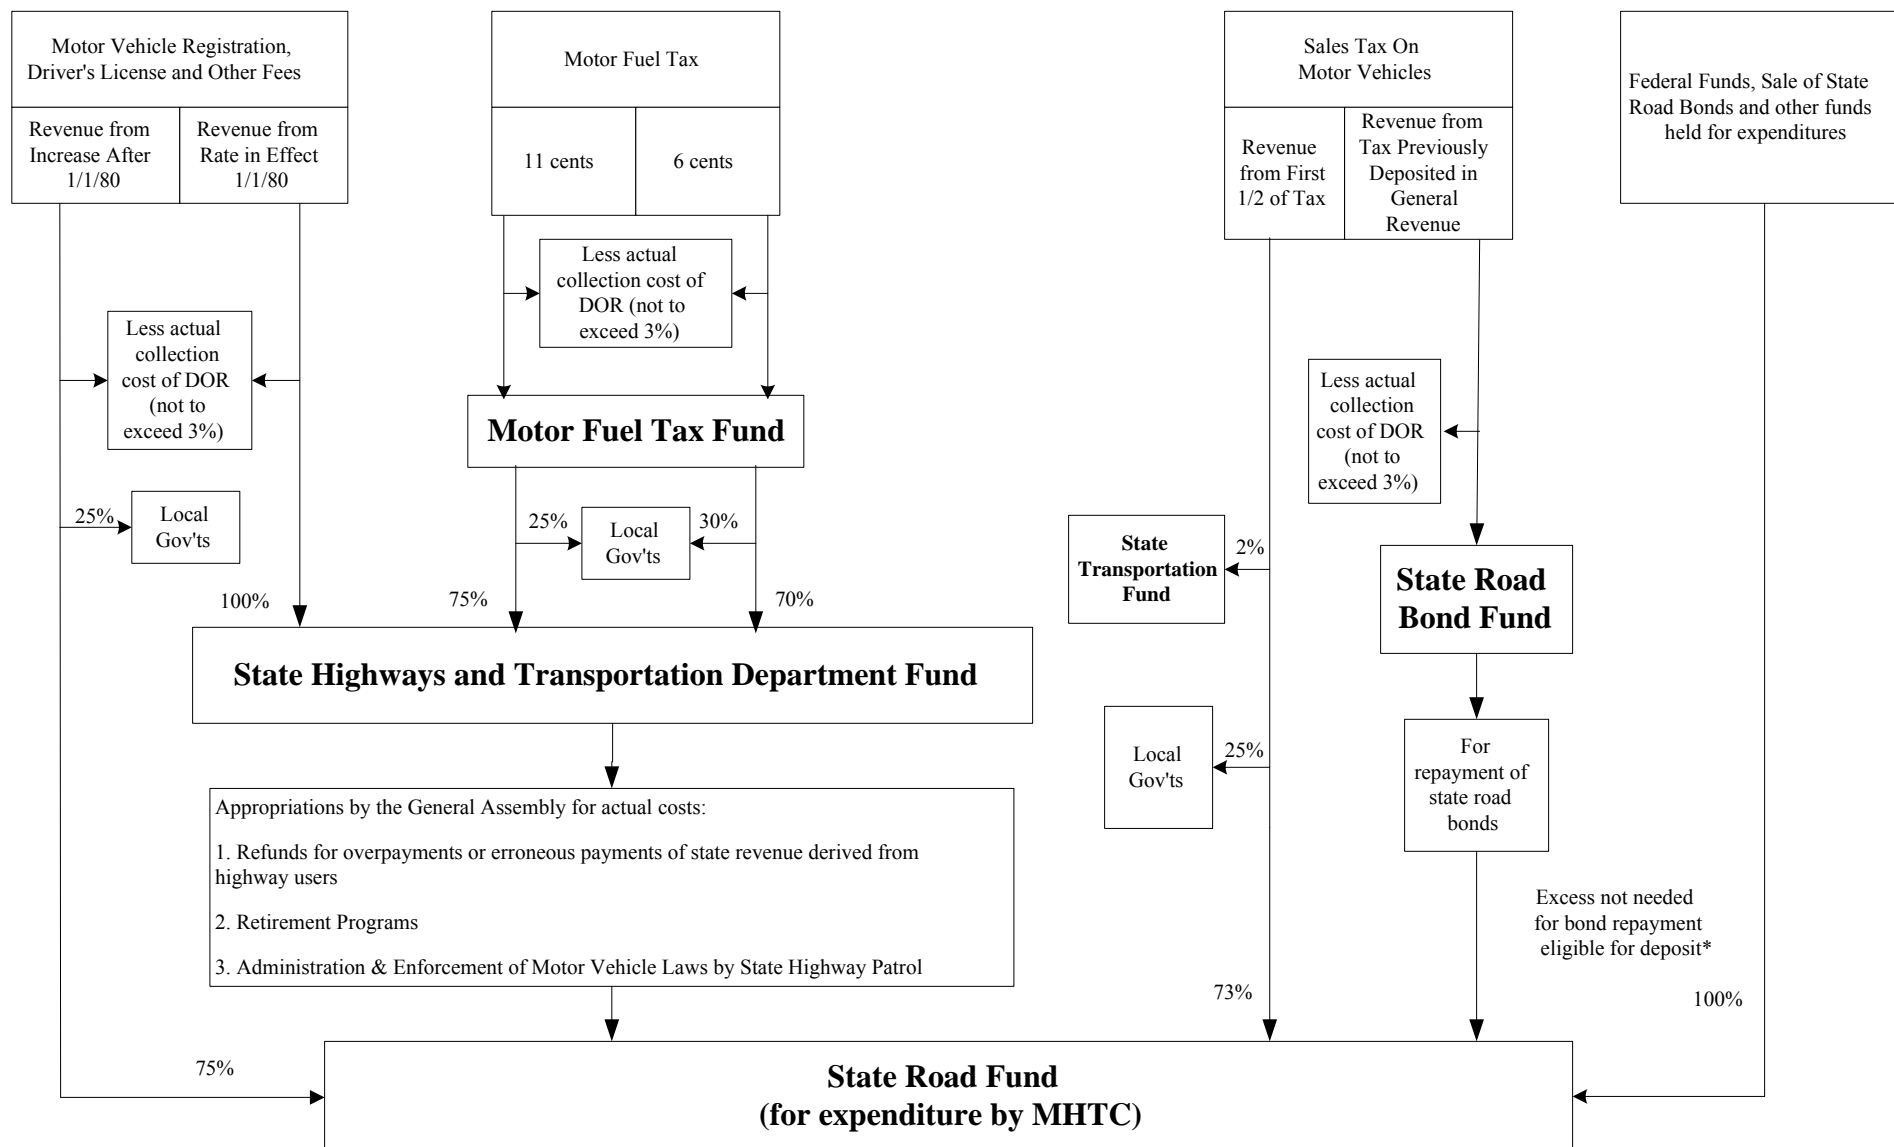 Motor Vehicle Registration,
Driver's License and Other Fees
Revenue from
Increase After
1/1/80
Revenue from
Rate in Effect
1/1/80
Motor Fuel Tax
11 cents
6 cents
Sales Tax On
Motor Vehicles
Revenue
from First
1/2 of Tax
Revenue from
Tax Previously
Deposited in
General
Revenue
Federal Funds, Sale of State
Road Bonds and other funds
held for expenditures
Less actual
collection cost of
DOR (not to
exceed 3%)
Less actual
collection
cost of DOR
(not to
exceed 3%)
Less actual
collection
cost of DOR
(not to
exceed 3%)
Motor Fuel Tax Fund
25%
Local
Gov'ts
25%
Local
Gov'ts
30%
State
Transportation
Fund
2%
State Road
Bond Fund
100%
75%
70%
State Highways and Transportation Department Fund
Local
Gov'ts
25%
For
repayment of
state road
bonds
Appropriations by the General Assembly for actual costs:
1. Refunds for overpayments or erroneous payments of state revenue derived from
highway users
2. Retirement Programs
3. Administration & Enforcement of Motor Vehicle Laws by State Highway Patrol
Excess not needed
for bond repayment
eligible for deposit*
73%
100%
75%
State Road Fund
(for expenditure by MHTC)